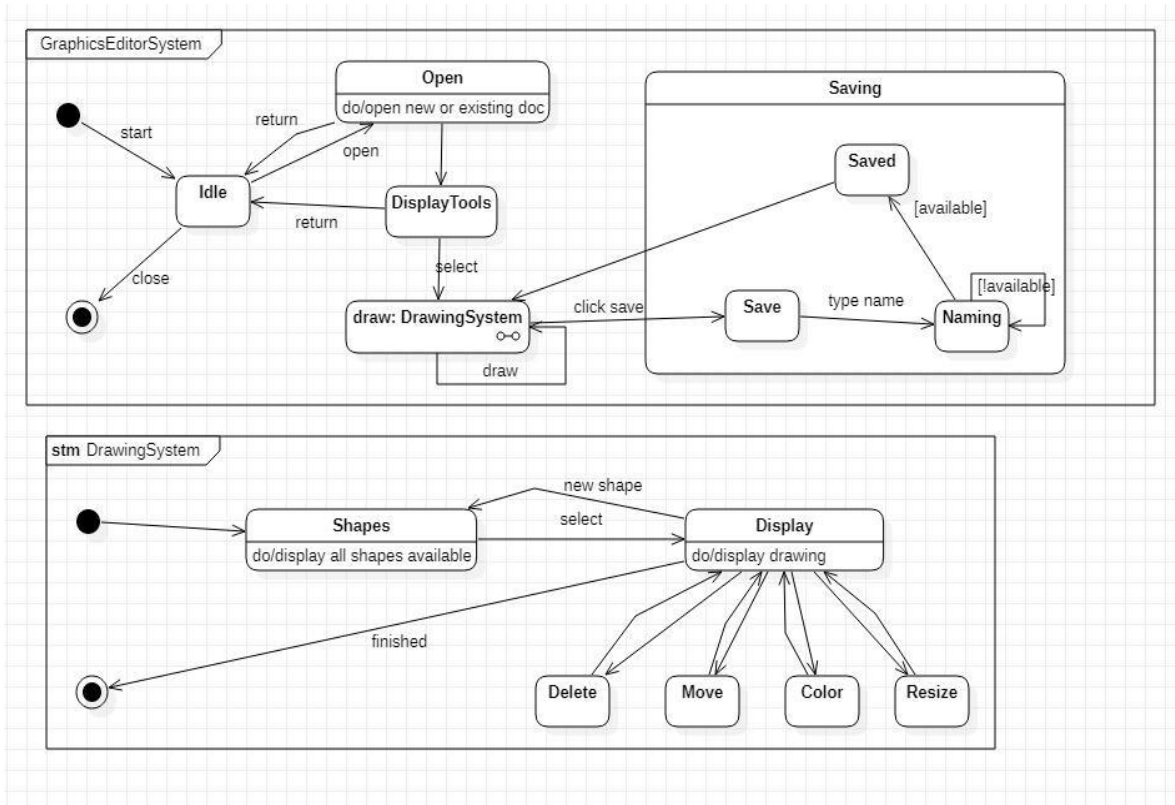 GraphicsEditorSystem
Open
do/open new or existing doc
Saving
return
start
open
Saved
Idle
DisplayTools
[available]
return
close
select
[!available]
draw: DrawingSystem
click save
Save
type name
Naming
draw
stm DrawingSystem
new shape
Shapes
select
Display
do/display all shapes available
do/display drawing
finished
Delete
Move
Color
Resize